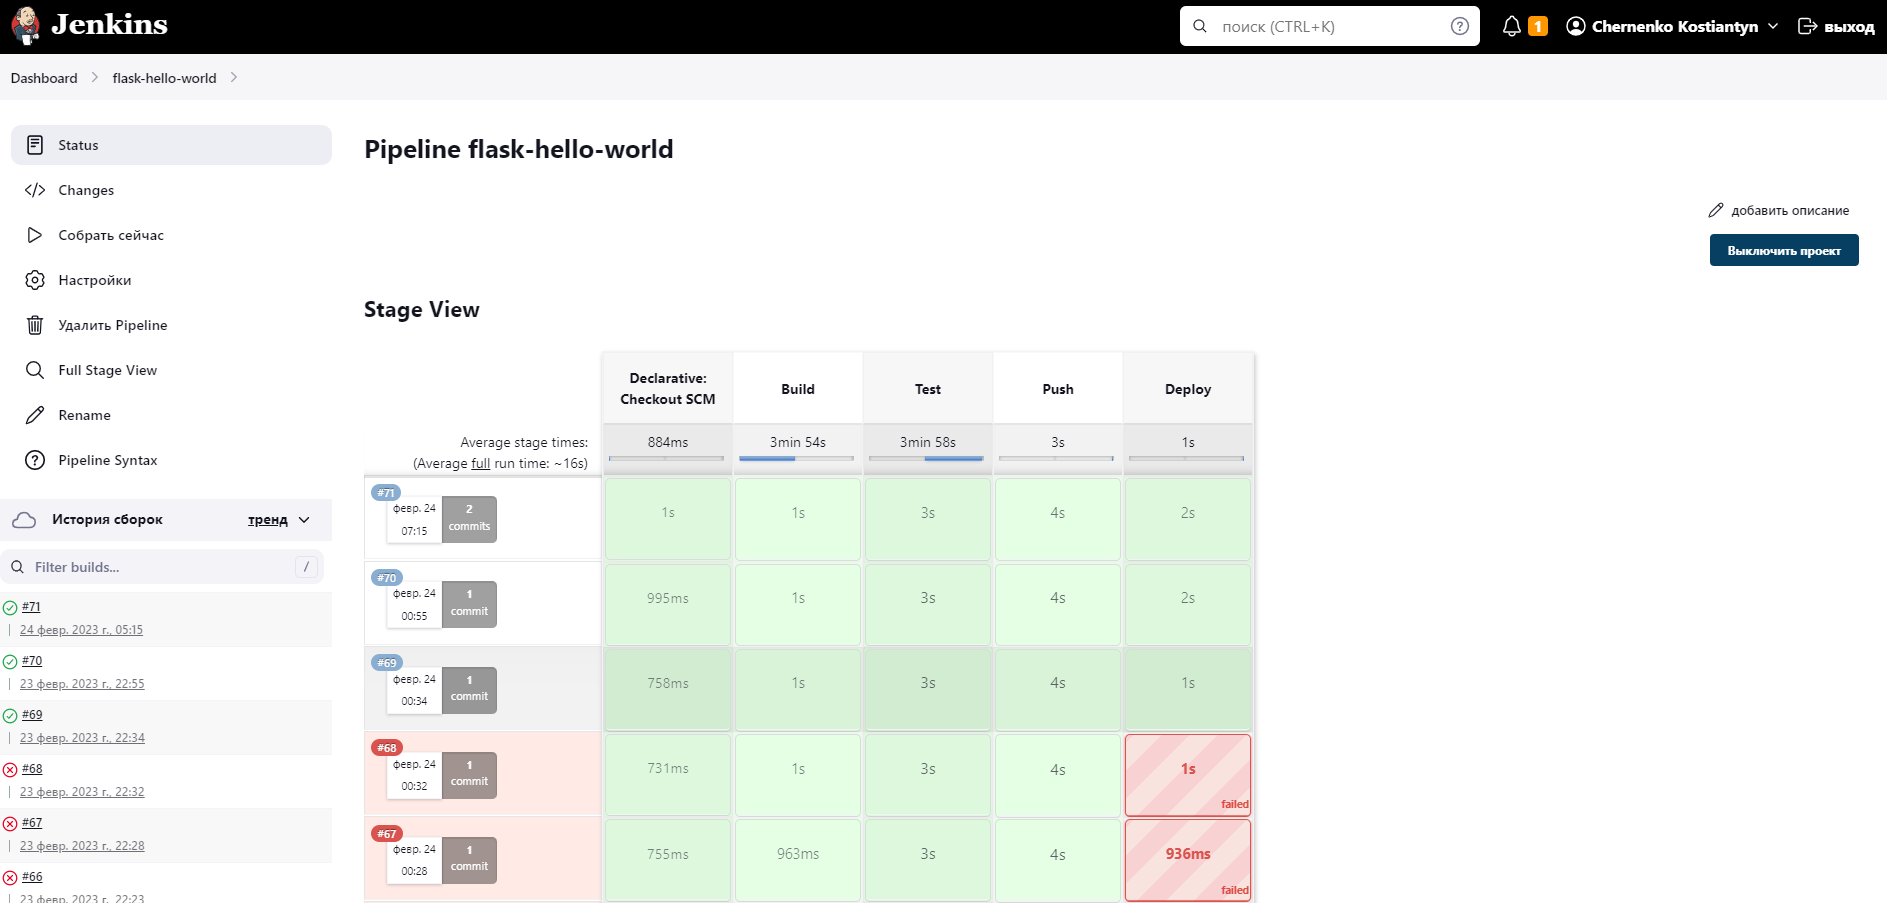 Jenkins
поиск (CTRL+K)
1
Chernenko Kostiantyn
выход
Dashboard
flask-hello-world
Status
Changes
Собрать сейчас
Настройки
Удалить Pipeline
Full Stage View
Rename
Pipeline Syntax
История сборок
тренд
Filter builds...
/
#71
24 февр. 2023 г., 05:15
#70
23 февр. 2023 г., 22:55
#69
23 февр. 2023 г., 22:34
#68
23 февр. 2023 г., 22:32
#67
23 февр. 2023 г., 22:28
#66
23 февр. 2023 г., 22:23
Pipeline flask-hello-world
добавить описание
Выключить проект
Stage View
Declarative:
Checkout SCM
Build
Test
Push
Deploy
Average stage times:
(Average full run time: ~16s)
884ms
3min 54s
3min 58s
3s
1s
#71
февр. 24
07:15
2
commits
1s
1s
3s
4s
2s
#70
февр. 24
00:55
1
commit
995ms
1s
3s
4s
2s
#69
февр. 24
00:34
1
commit
758ms
1s
3s
4s
1s
#68
февр. 24
00:32
1
commit
731ms
1s
3s
4s
1s
failed
#67
февр. 24
00:28
1
commit
755ms
963ms
3s
4s
936ms
failed